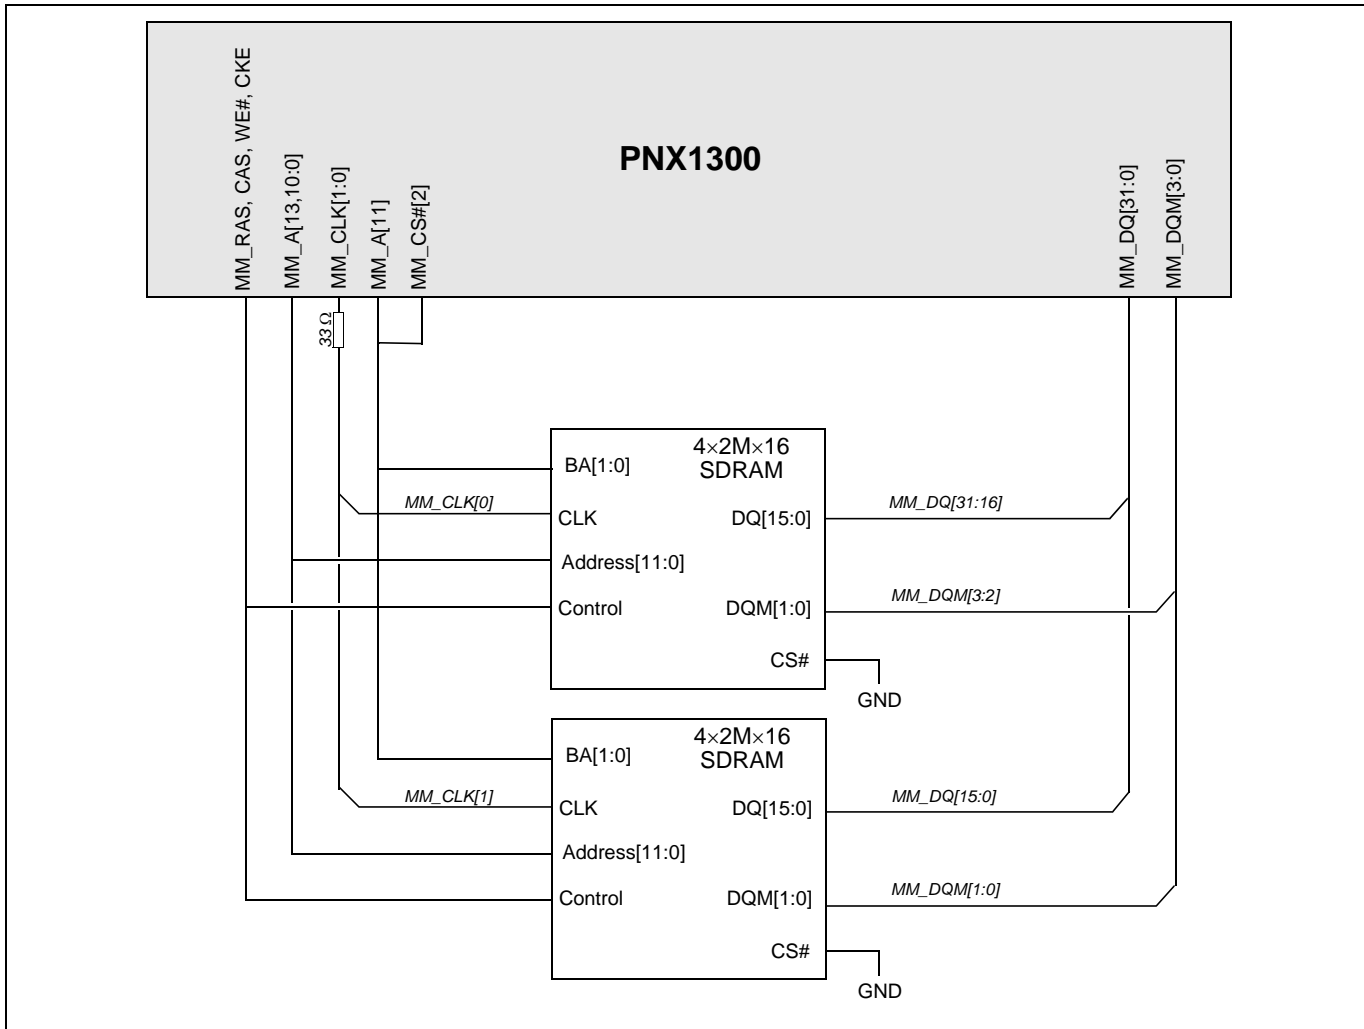 PNX1300
MM_RAS, CAS, WE#, CKE
MM_A[13,10:0]
MM_CLK[1:0]
MM_A[11]
MM_CS#[2]
MM_DQ[31:0]
MM_DQM[3:0]
33 Ω
4×2M×16
SDRAM
BA[1:0]
MM_CLK[0]
CLK
DQ[15:0]
MM_DQ[31:16]
Address[11:0]
Control
DQM[1:0]
MM_DQM[3:2]
CS#
GND
4×2M×16
SDRAM
BA[1:0]
MM_CLK[1]
CLK
DQ[15:0]
MM_DQ[15:0]
Address[11:0]
Control
DQM[1:0]
MM_DQM[1:0]
CS#
GND